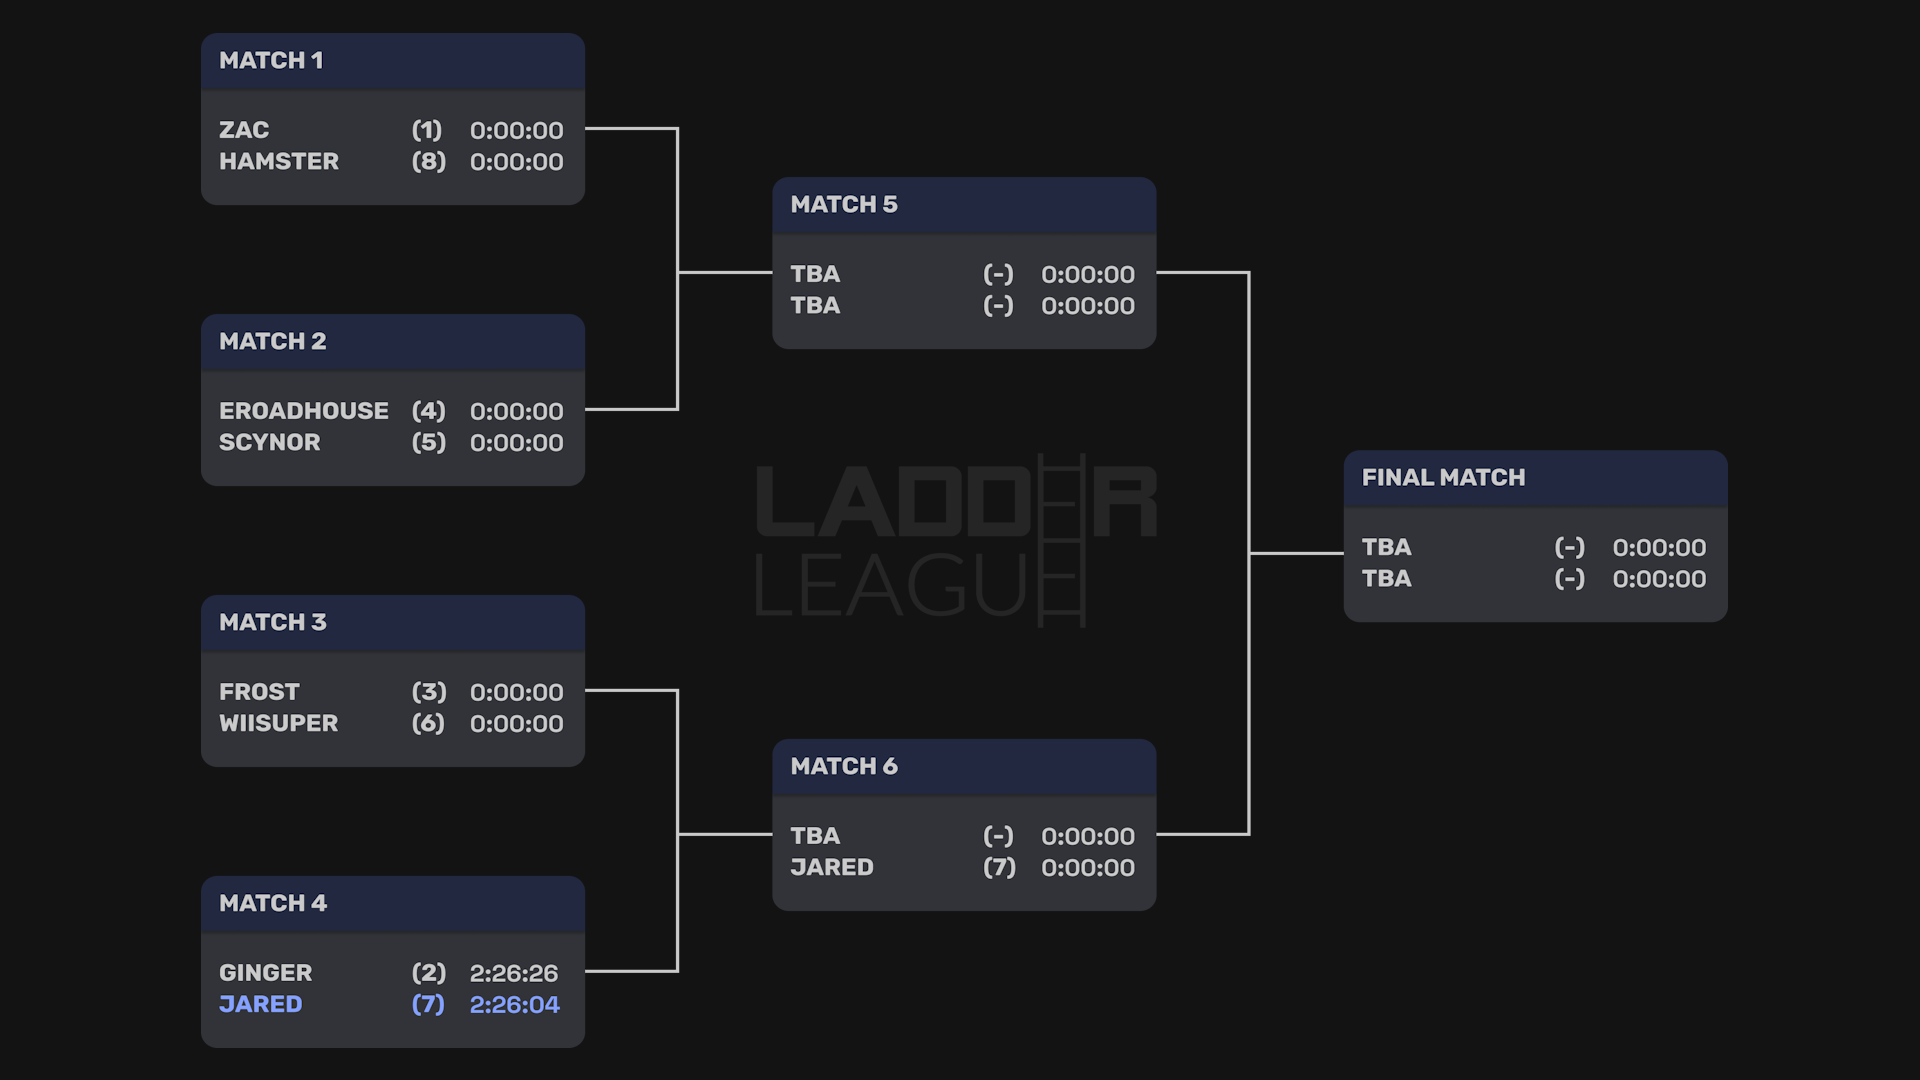 MATCH 1
ZAC (1) 0:00:00
HAMSTER (8) 0:00:00
MATCH 2
EROADHOUSE (4) 0:00:00
SCYNOR (5) 0:00:00
MATCH 3
FROST (3) 0:00:00
WIISUPER (6) 0:00:00
MATCH 4
GINGER (2) 2:26:26
JARED (7) 2:26:04
MATCH 5
TBA (-) 0:00:00
TBA (-) 0:00:00
LADDER
LEAGUE
MATCH 6
TBA (-) 0:00:00
JARED (7) 0:00:00
FINAL MATCH
TBA (-) 0:00:00
TBA (-) 0:00:00